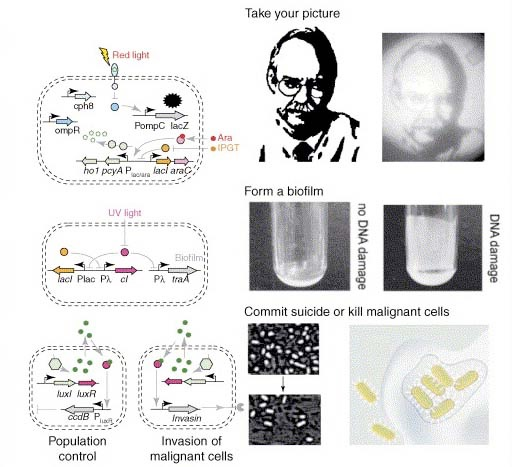 Take your picture
Red light
cph8
ompR
PompC lacZ
Ara
IPGT
ho1 pcyA Plac/ara lacI araC
Form a biofilm
UV light
Biofilm
lacI Plac Pλ cI Pλ traA
no DNA damage
DNA damage
Commit suicide or kill malignant cells
luxI luxR
ccdB PluxR
Invasin
Population
control
Invasion of
malignant cells